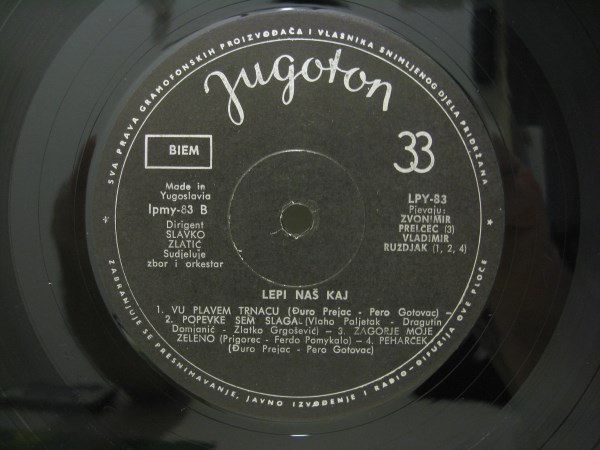 SVA PRAVA GRAMOFONSKIH PROIZVOĐAČA I VLASNIKA SNIMLJENOG DJELA PRIDRŽANA
Jugoton
BIEM
33
Made in
Yugoslavia
lpmy-83 B
Dirigent
SLAVKO
ZLATIĆ
Sudjeluje
zbor i orkestar
LPY-83
Pjevaju:
ZVONIMIR
PRELČEC (3)
VLADIMIR
RUŽDJAK (1, 2, 4)
LEPI NAŠ KAJ
1. VU PLAVEM TRNACU (Đuro Prejac - Pero Gotovac) —
2. POPEVKE SEM SLAGAL (Vlaho Paljetak - Dragutin
Domjanić - Zlatko Grgošević) — 3. ZAGORJE MOJE
ZELENO (Prigorec - Ferdo Pomykalo) — 4. PEHARČEK
(Đuro Prejac - Pero Gotovac)
ZABRANJUJE SE PRESNIMAVANJE, JAVNO IZVOĐENJE I RADIO-DIFUZIJA OVE PLOČE